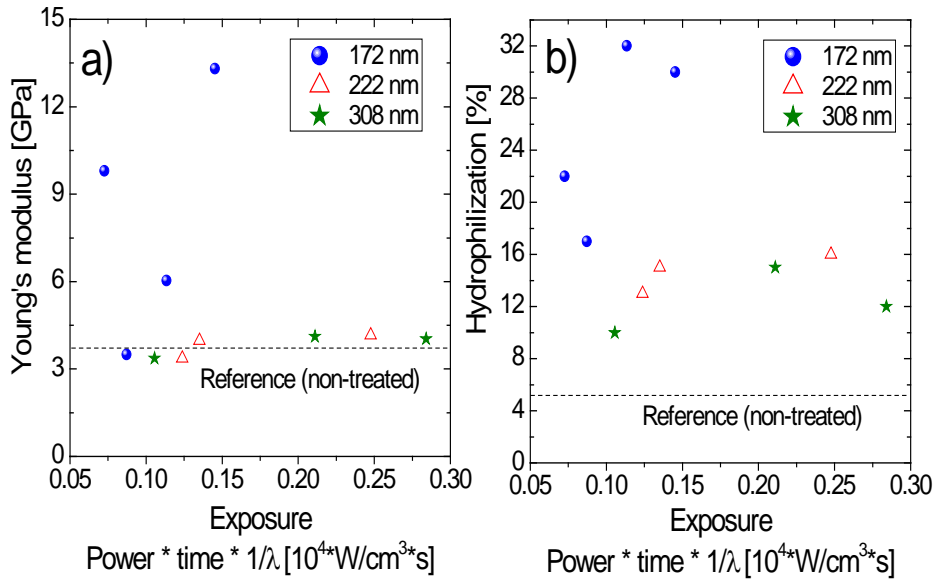 a)
172 nm
222 nm
308 nm
Young's modulus [GPa]
15
12
9
6
3
0
Reference (non-treated)
0.05 0.10 0.15 0.20 0.25 0.30
Exposure
Power * time * 1/λ [10⁴*W/cm³*s]
b)
172 nm
222 nm
308 nm
Hydrophilization [%]
32
28
24
20
16
12
8
4
0
Reference (non-treated)
0.05 0.10 0.15 0.20 0.25 0.30
Exposure
Power * time * 1/λ [10⁴*W/cm³*s]